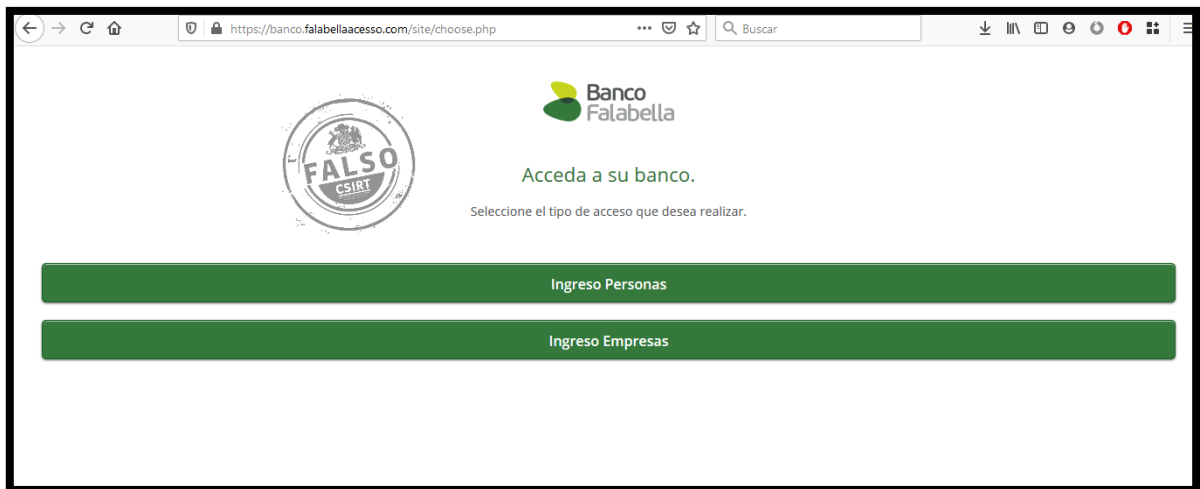 https://banco.falabellaacesso.com/site/choose.php
Buscar
Banco
Falabella
FALSO
CSIRT
Acceda a su banco.
Seleccione el tipo de acceso que desea realizar.
Ingreso Personas
Ingreso Empresas